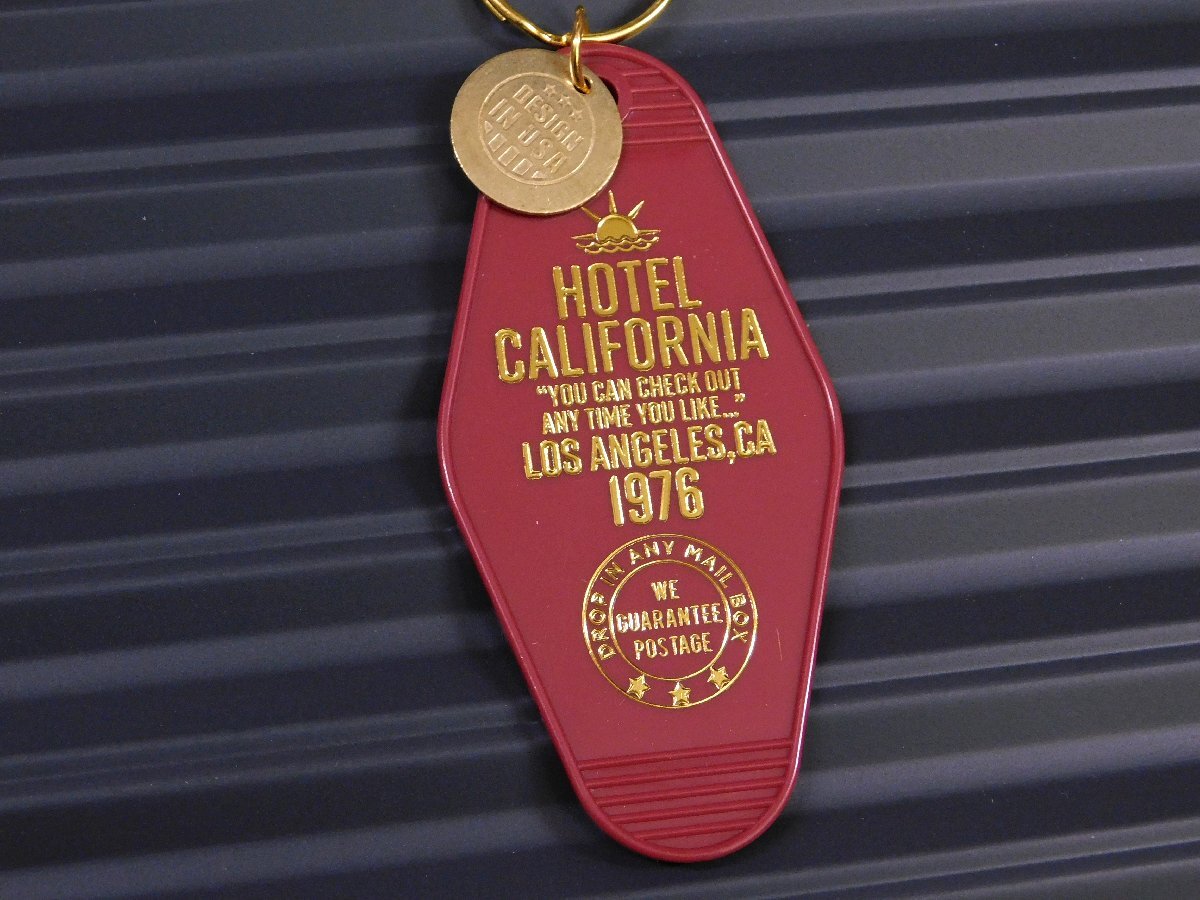 DESIGN
IN USA
HOTEL
CALIFORNIA
"YOU CAN CHECK OUT
ANY TIME YOU LIKE..."
LOS ANGELES,CA
1976
DROP IN ANY MAIL BOX
WE
GUARANTEE
POSTAGE